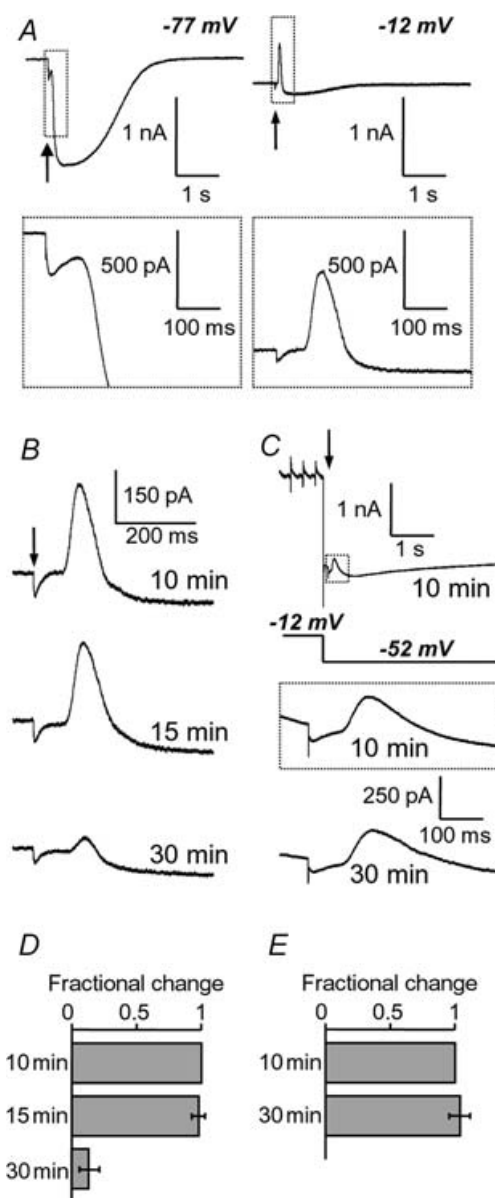 A
-77 mV
-12 mV
1 nA
1 s
1 nA
1 s
500 pA
100 ms
500 pA
100 ms
B
150 pA
200 ms
10 min
15 min
30 min
C
1 nA
1 s
10 min
-12 mV
-52 mV
10 min
250 pA
100 ms
30 min
D
Fractional change
0 0.5 1
10 min
15 min
30 min
E
Fractional change
0 0.5 1
10 min
30 min